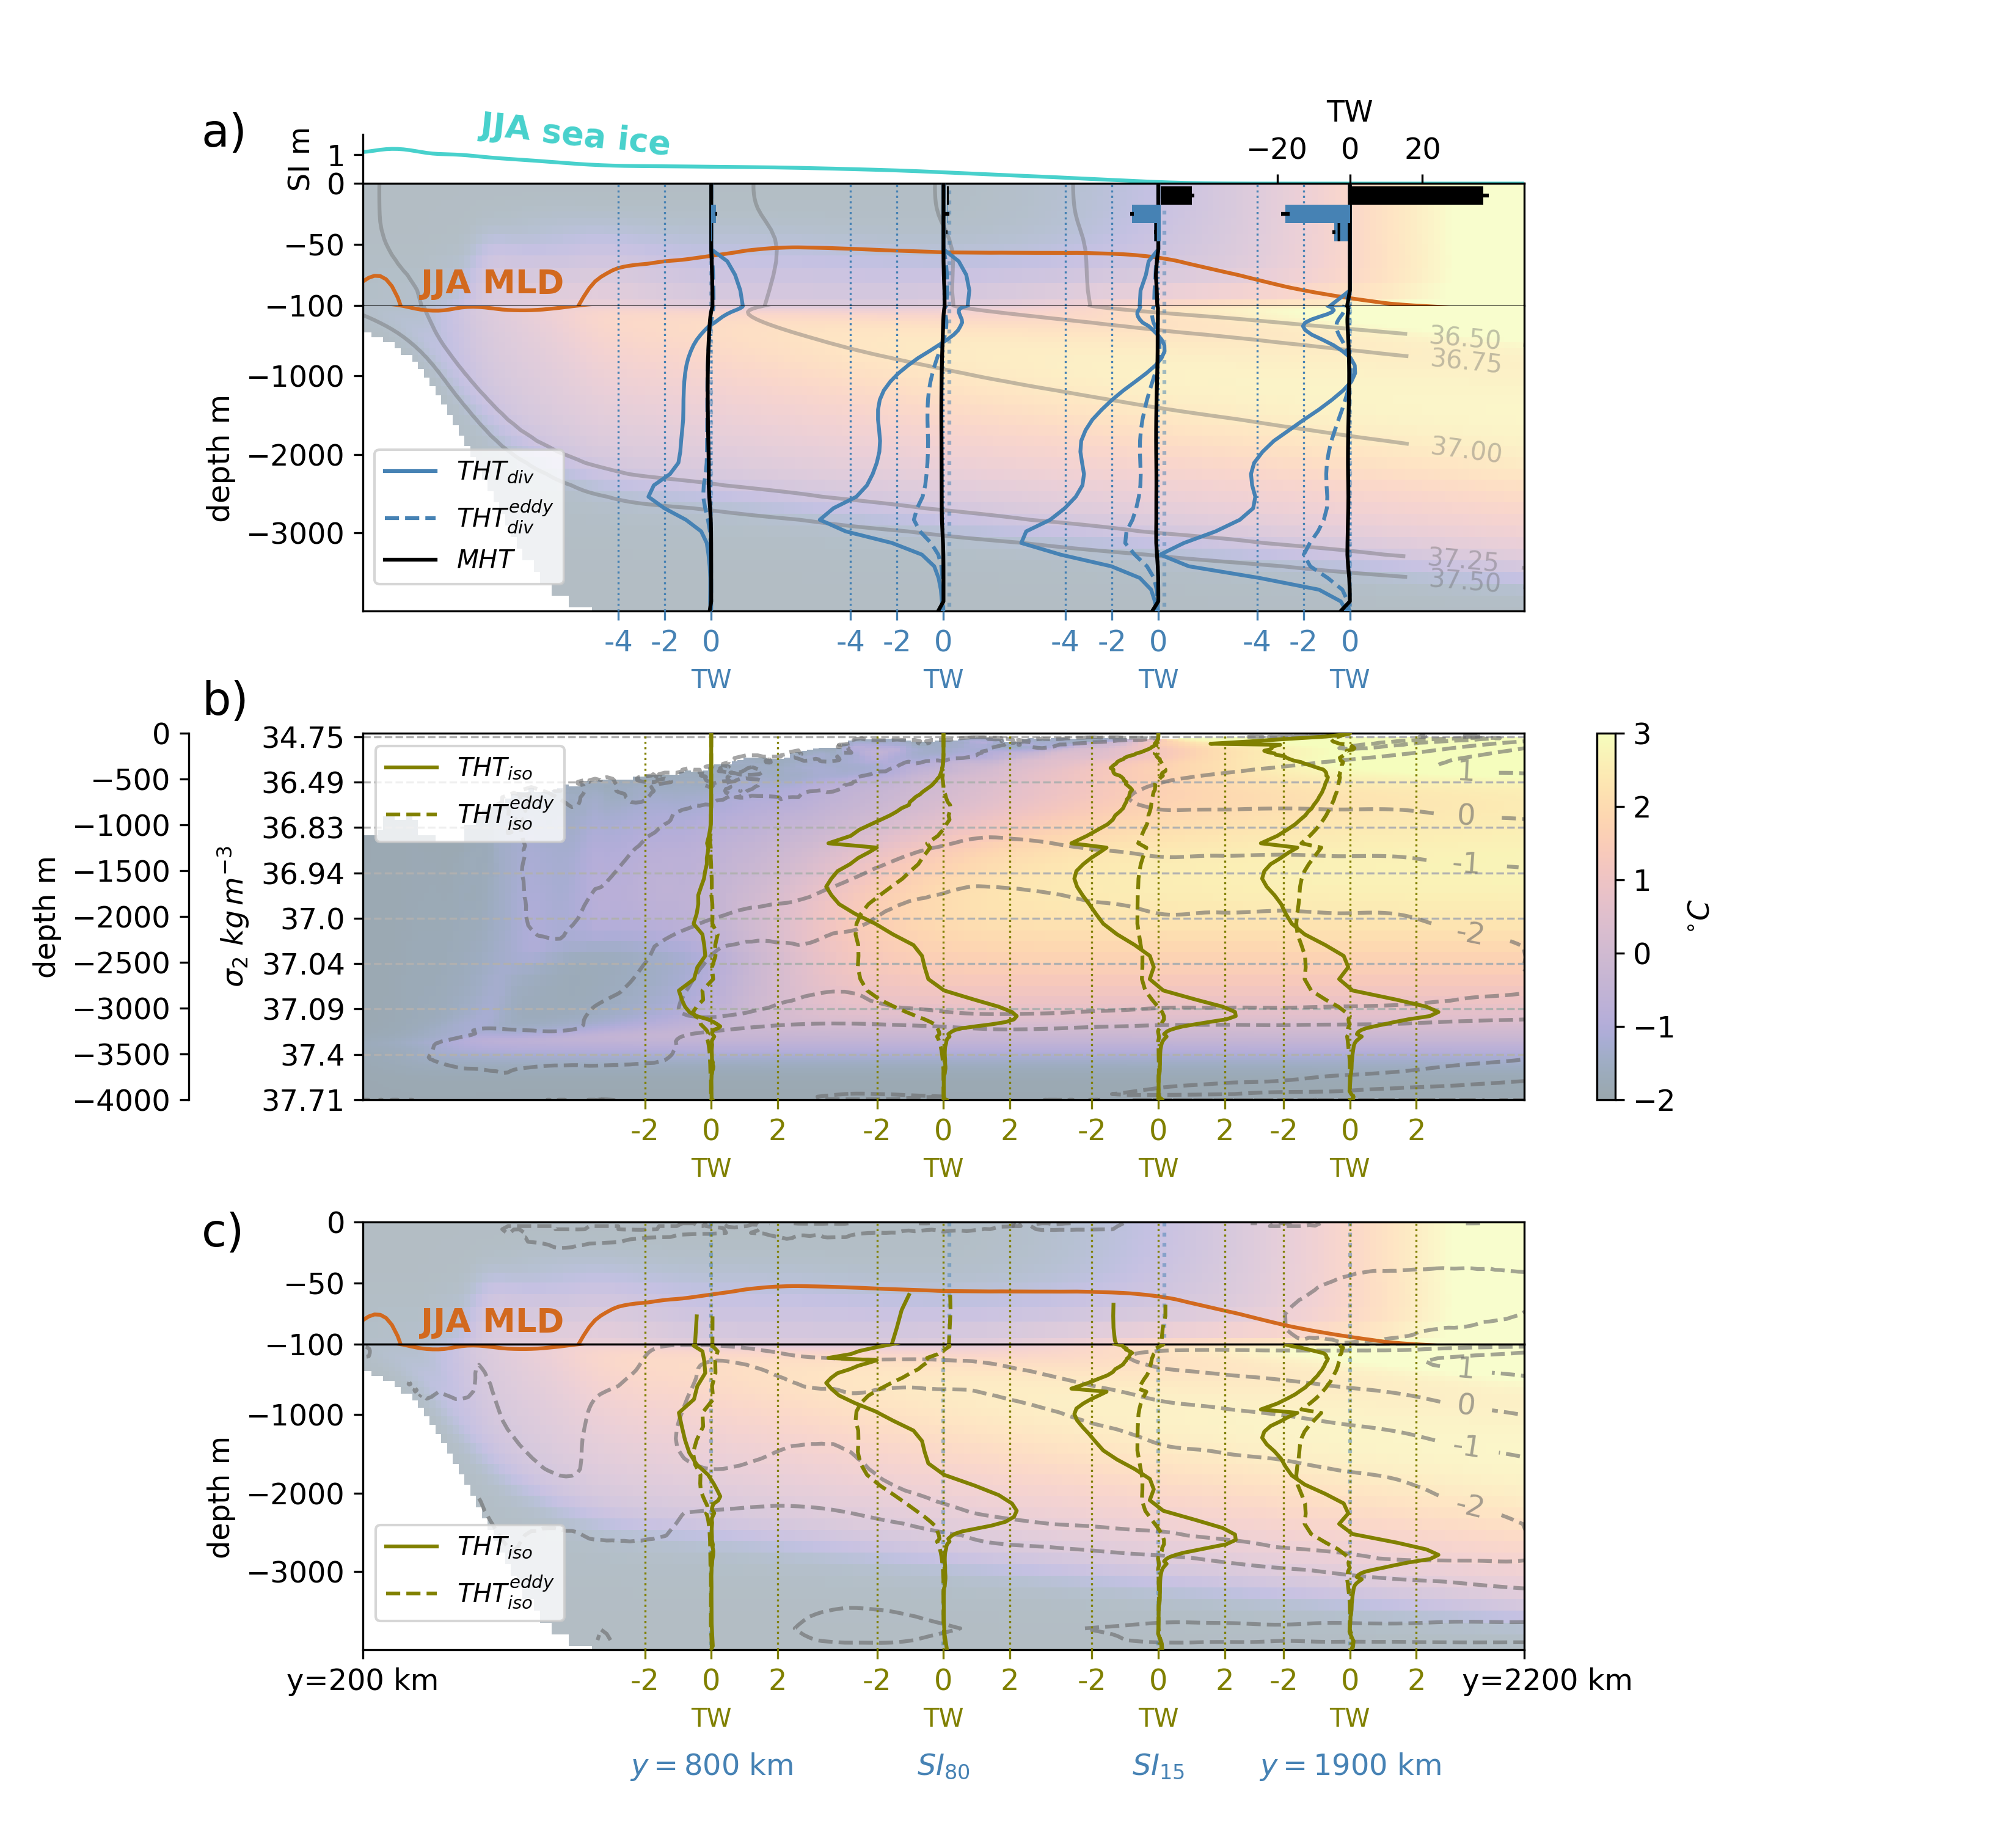 a)
SI m
1
0
JJA sea ice
TW
−20 0 20
−50
−100
−1000
−2000
−3000
depth m
JJA MLD
36.50
36.75
37.00
37.25
37.50
THT_div
THT_div^eddy
MHT
-4 -2 0 -4 -2 0 -4 -2 0 -4 -2 0
TW TW TW TW
b)
0
−500
−1000
−1500
−2000
−2500
−3000
−3500
−4000
depth m
34.75
36.49
36.83
36.94
37.0
37.04
37.09
37.4
37.71
σ₂ kg m⁻³
THT_iso
THT_iso^eddy
1
0
-1
-2
3
2
1
0
−1
−2
°C
-2 0 2 -2 0 2 -2 0 2 -2 0 2
TW TW TW TW
c)
0
−50
−100
−1000
−2000
−3000
depth m
JJA MLD
1
0
-1
-2
THT_iso
THT_iso^eddy
y=200 km -2 0 2 -2 0 2 -2 0 2 -2 0 2 y=2200 km
TW TW TW TW
y = 800 km SI₈₀ SI₁₅ y = 1900 km